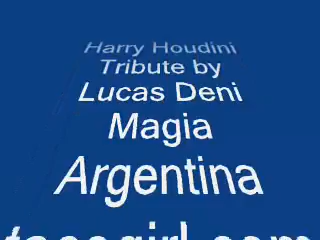 Harry Houdini
Tribute by
Lucas Deni
Magia
Argentina